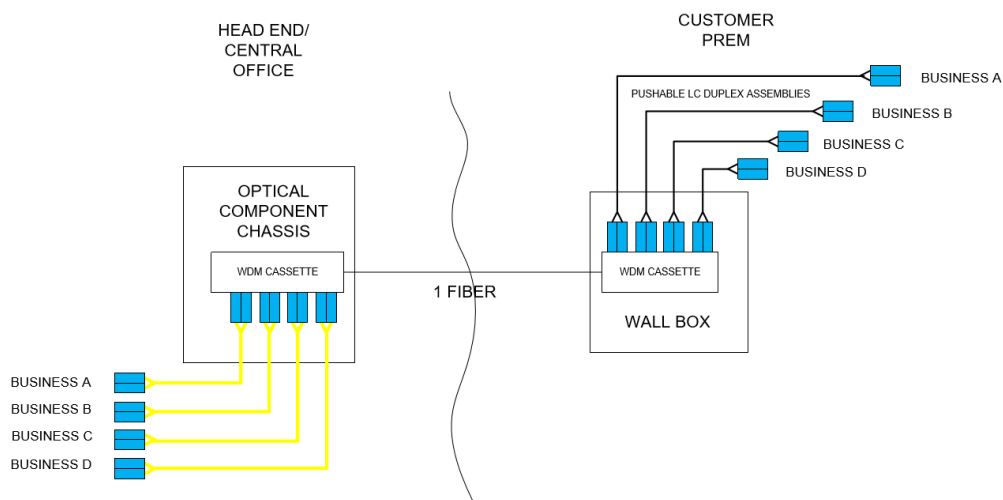 HEAD END/
CENTRAL
OFFICE
CUSTOMER
PREM
BUSINESS A
PUSHABLE LC DUPLEX ASSEMBLIES
BUSINESS B
BUSINESS C
BUSINESS D
OPTICAL
COMPONENT
CHASSIS
WDM CASSETTE
1 FIBER
WDM CASSETTE
WALL BOX
BUSINESS A
BUSINESS B
BUSINESS C
BUSINESS D